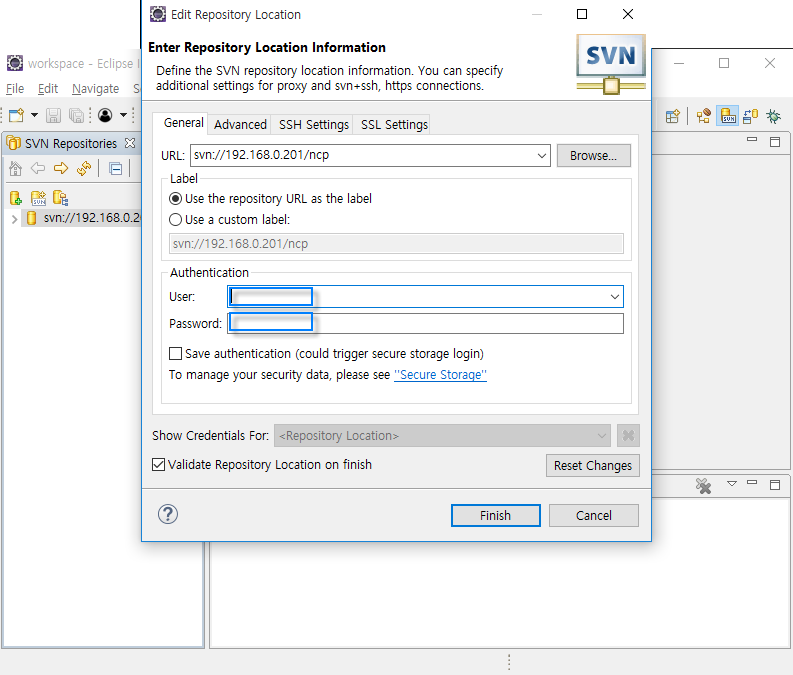 Edit Repository Location
Enter Repository Location Information
Define the SVN repository location information. You can specify
additional settings for proxy and svn+ssh, https connections.
SVN
workspace - Eclipse I
File Edit Navigate S
SVN
SVN Repositories
SVN
svn://192.168.0.20
General Advanced SSH Settings SSL Settings
URL: svn://192.168.0.201/ncp Browse...
Label
Use the repository URL as the label
Use a custom label:
svn://192.168.0.201/ncp
Authentication
User:
Password:
Save authentication (could trigger secure storage login)
To manage your security data, please see "Secure Storage"
Show Credentials For: <Repository Location>
Validate Repository Location on finish
Reset Changes
?
Finish Cancel